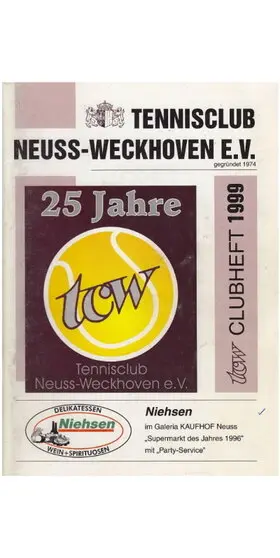 TENNISCLUB
NEUSS-WECKHOVEN E.V.
gegründet 1974
25 Jahre
tcw
Tennisclub
Neuss-Weckhoven e.V.
tcw CLUBHEFT 1999
DELIKATESSEN
Niehsen
WEIN+SPIRITUOSEN
Niehsen
im Galeria KAUFHOF Neuss
„Supermarkt des Jahres 1996"
mit „Party-Service"